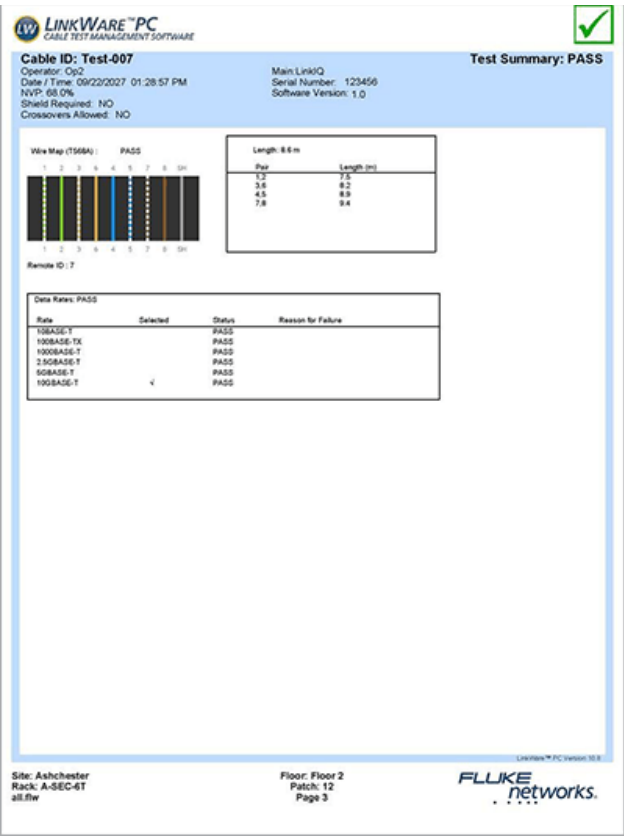 LW LINKWARE™PC
CABLE TEST MANAGEMENT SOFTWARE
Cable ID: Test-007
Test Summary: PASS
Operator: Op2
Date / Time: 09/22/2027 01:28:57 PM
NVP: 68.0%
Shield Required: NO
Crossovers Allowed: NO
Main:LinkIQ
Serial Number: 123456
Software Version: 1.0
Wire Map (T568A) : PASS
1 2 3 6 4 5 7 8 SH
1 2 3 6 4 5 7 8 SH
Remote ID : 7
Length: 8.6 m
Pair Length (m)
1,2 7.5
3,6 8.2
4,5 8.9
7,8 9.4
Data Rates: PASS
Rate Selected Status Reason for Failure
10BASE-T PASS
100BASE-TX PASS
1000BASE-T PASS
2.5GBASE-T PASS
5GBASE-T PASS
10GBASE-T √ PASS
LinkWare™ PC Version 10.8
Site: Ashchester
Rack: A-SEC-6T
all.flw
Floor: Floor 2
Patch: 12
Page 3
FLUKE
networks.